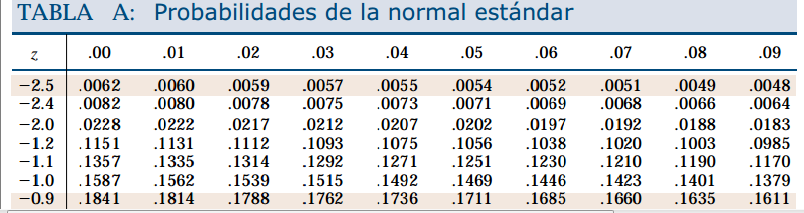 TABLA A: Probabilidades de la normal estándar
z .00 .01 .02 .03 .04 .05 .06 .07 .08 .09
−2.5 .0062 .0060 .0059 .0057 .0055 .0054 .0052 .0051 .0049 .0048
−2.4 .0082 .0080 .0078 .0075 .0073 .0071 .0069 .0068 .0066 .0064
−2.0 .0228 .0222 .0217 .0212 .0207 .0202 .0197 .0192 .0188 .0183
−1.2 .1151 .1131 .1112 .1093 .1075 .1056 .1038 .1020 .1003 .0985
−1.1 .1357 .1335 .1314 .1292 .1271 .1251 .1230 .1210 .1190 .1170
−1.0 .1587 .1562 .1539 .1515 .1492 .1469 .1446 .1423 .1401 .1379
−0.9 .1841 .1814 .1788 .1762 .1736 .1711 .1685 .1660 .1635 .1611